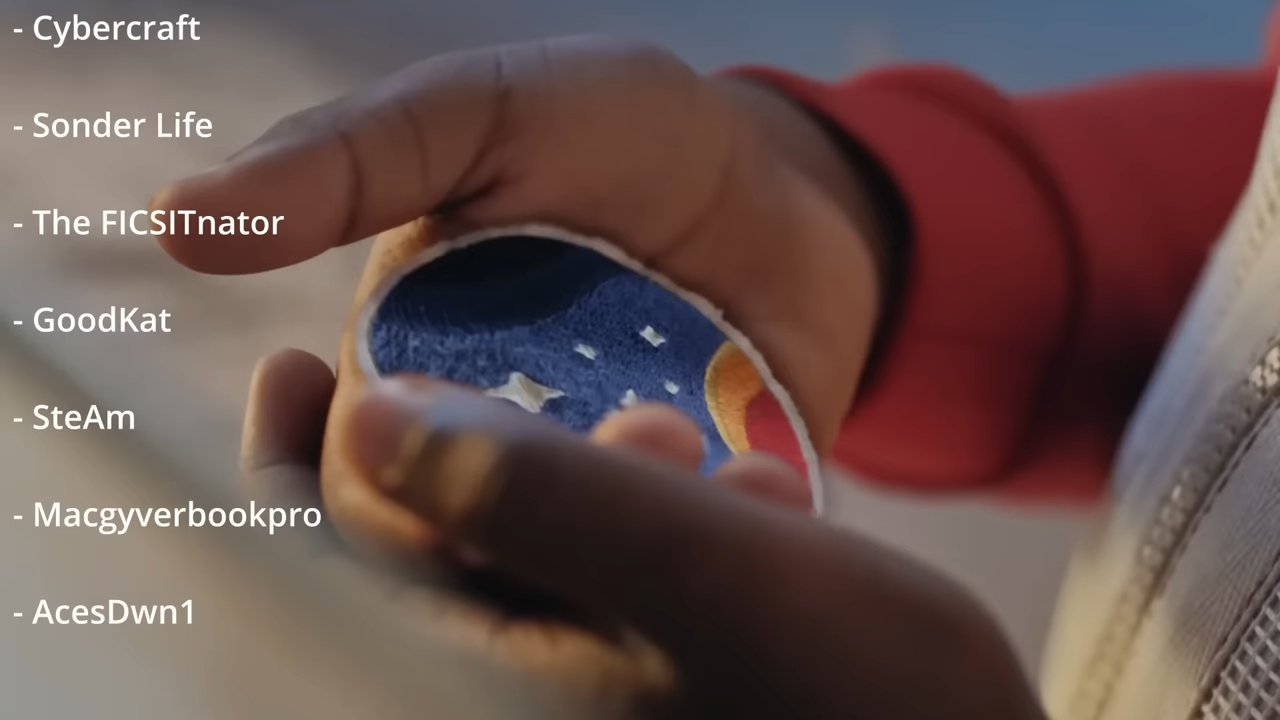 - Cybercraft
- Sonder Life
- The FICSITnator
- GoodKat
- SteAm
- Macgyverbookpro
- AcesDwn1